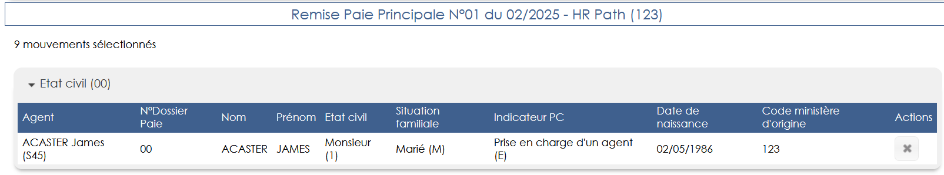 Remise Paie Principale N°01 du 02/2025 - HR Path (123)
9 mouvements sélectionnés
Etat civil (00)
Agent N°Dossier Paie Nom Prénom Etat civil Situation familiale Indicateur PC Date de naissance Code ministère d'origine Actions
ACASTER James (S45) 00 ACASTER JAMES Monsieur (1) Marié (M) Prise en charge d'un agent (E) 02/05/1986 123